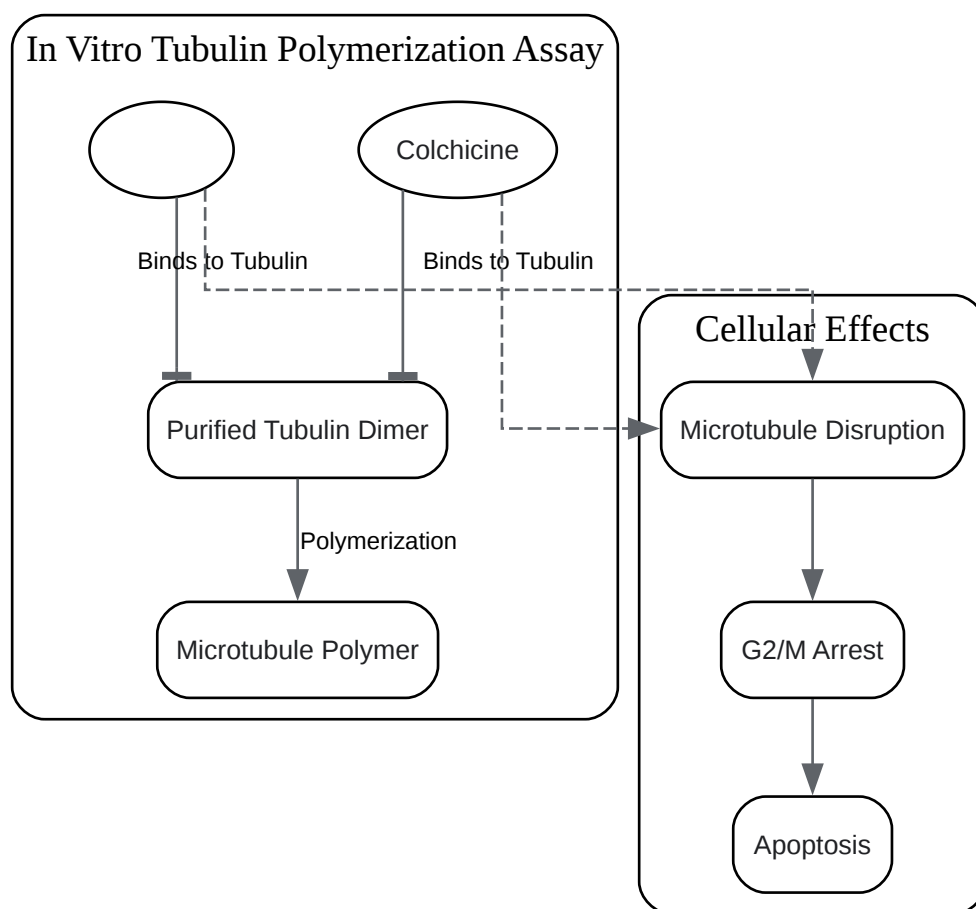 In Vitro Tubulin Polymerization Assay
Colchicine
Binds to Tubulin
Binds to Tubulin
Cellular Effects
Purified Tubulin Dimer
Microtubule Disruption
Polymerization
Microtubule Polymer
G2/M Arrest
Apoptosis